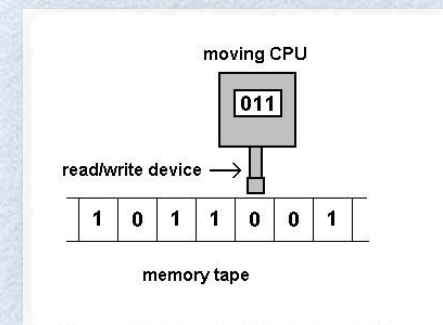 moving CPU
011
read/write device
1 0 1 1 0 0 1
memory tape